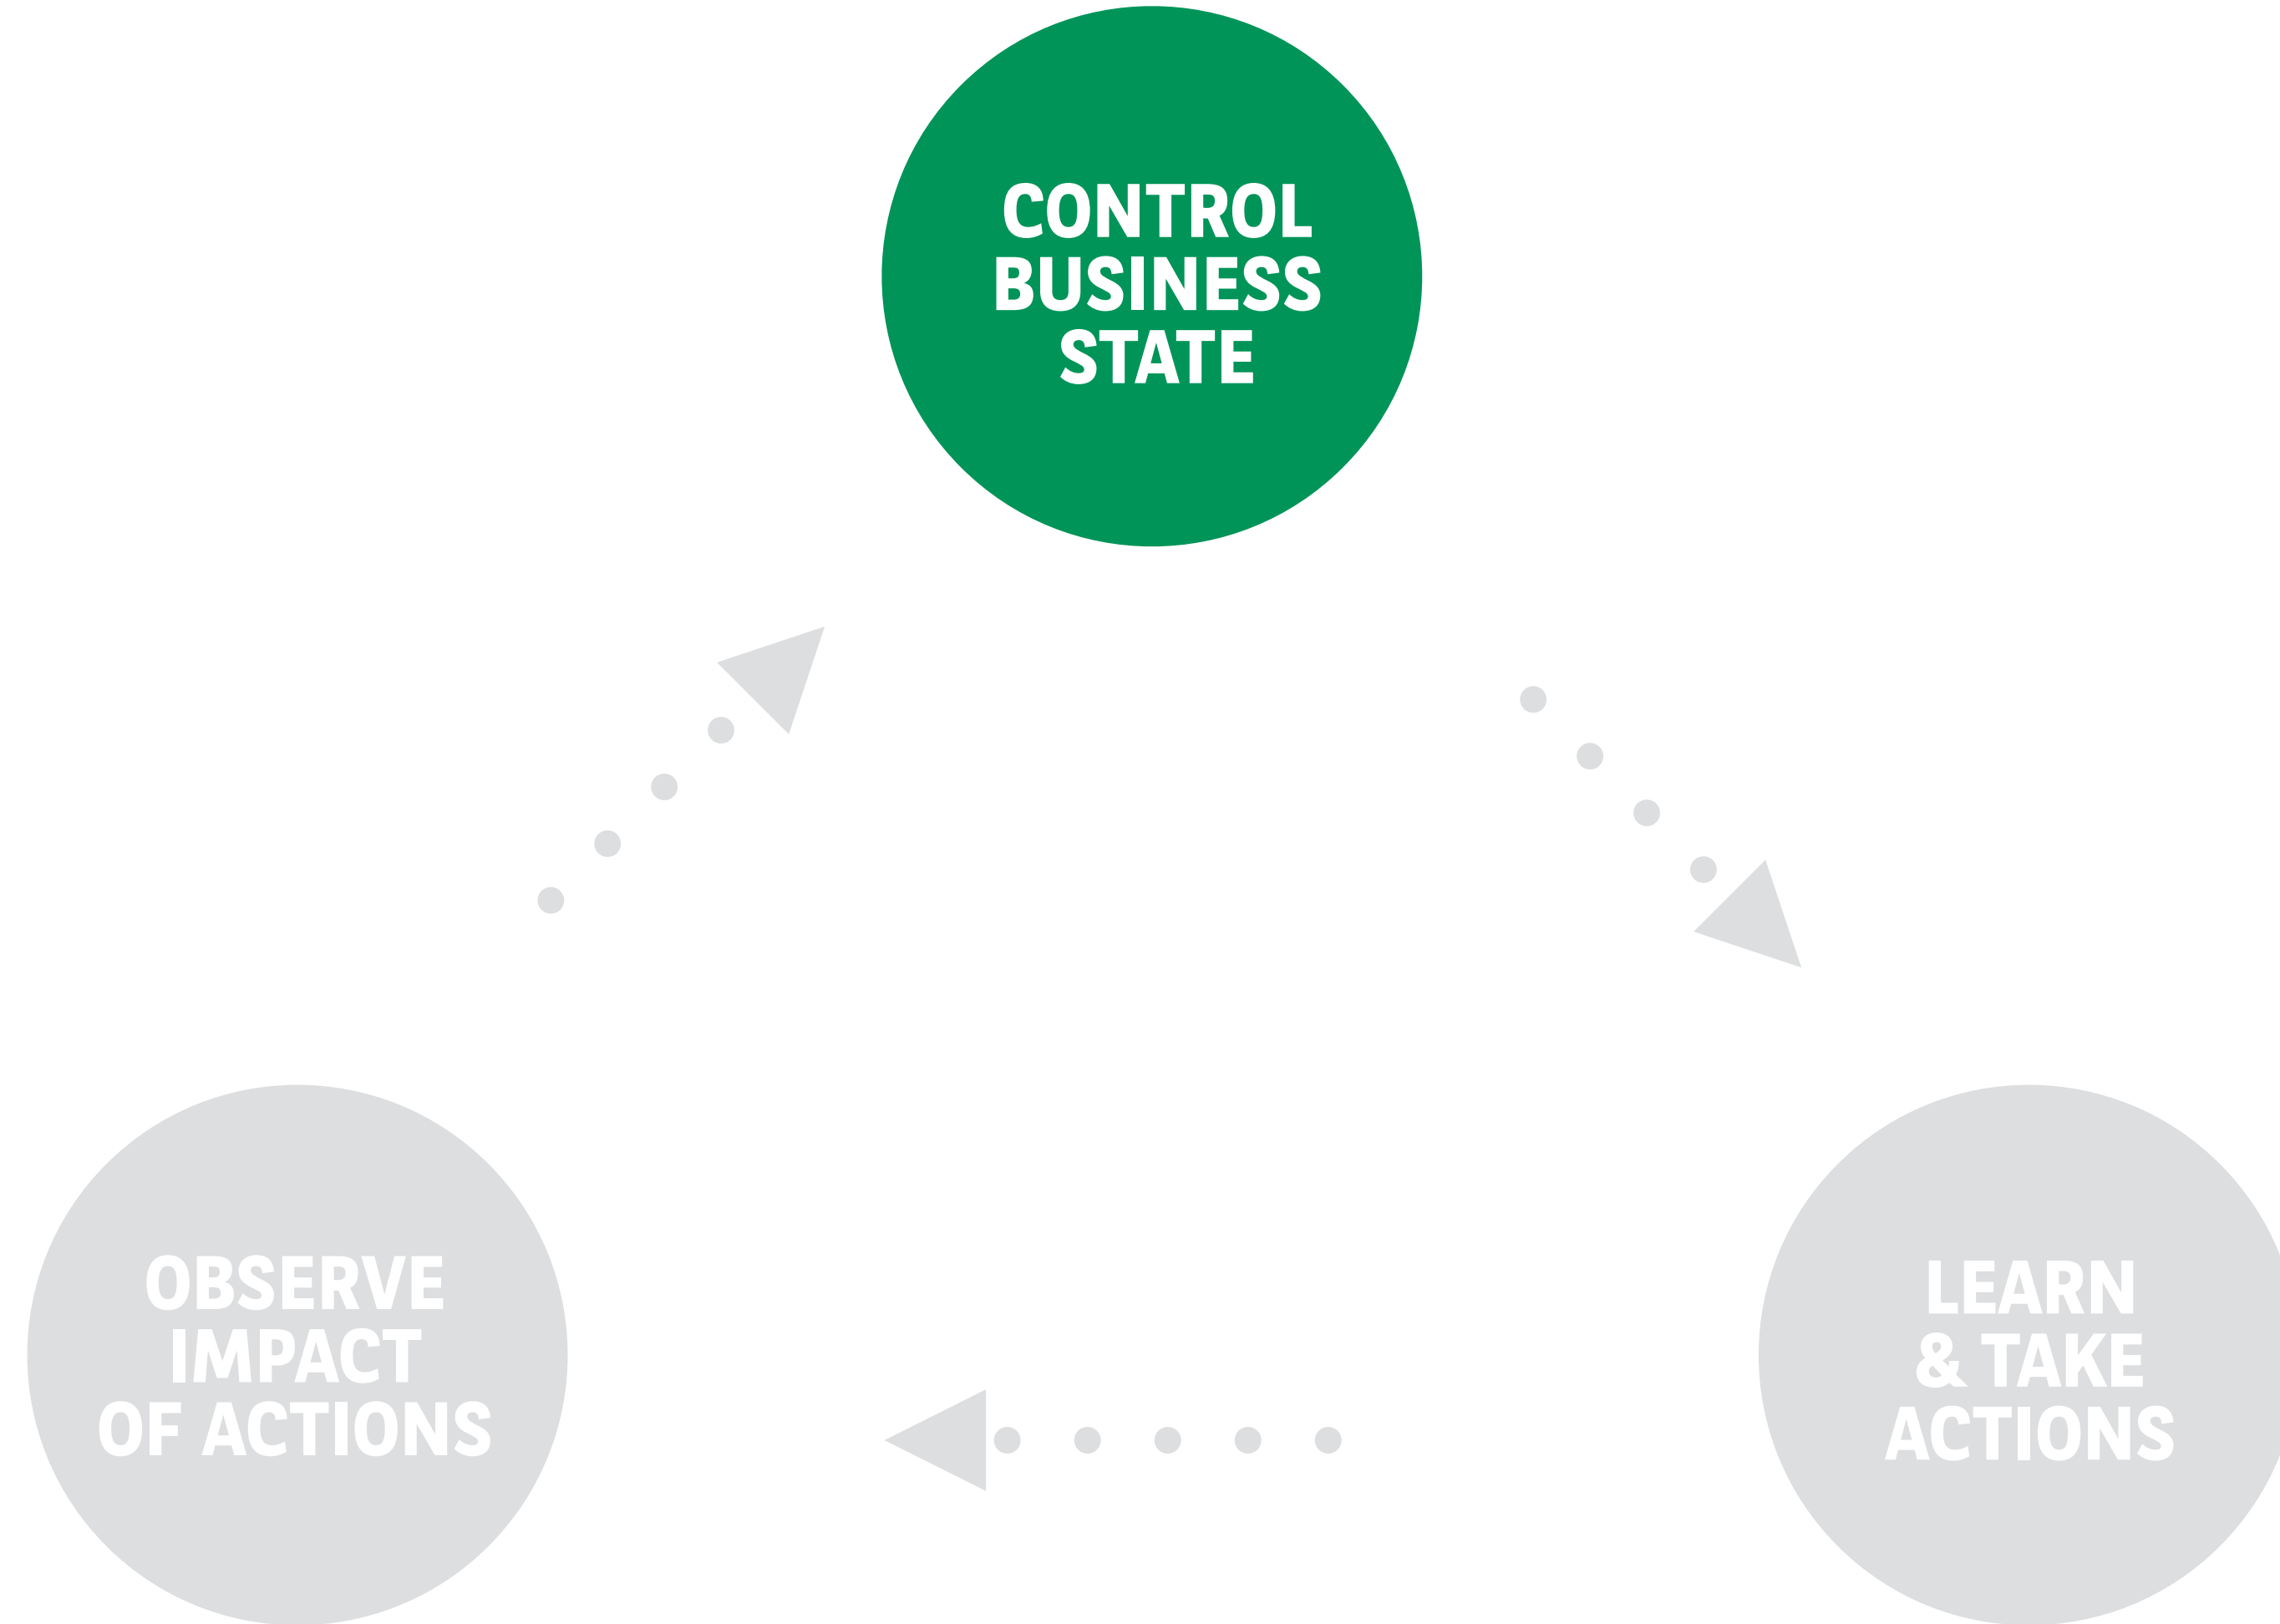 CONTROL
BUSINESS
STATE
OBSERVE
IMPACT
OF ACTIONS
LEARN
& TAKE
ACTIONS